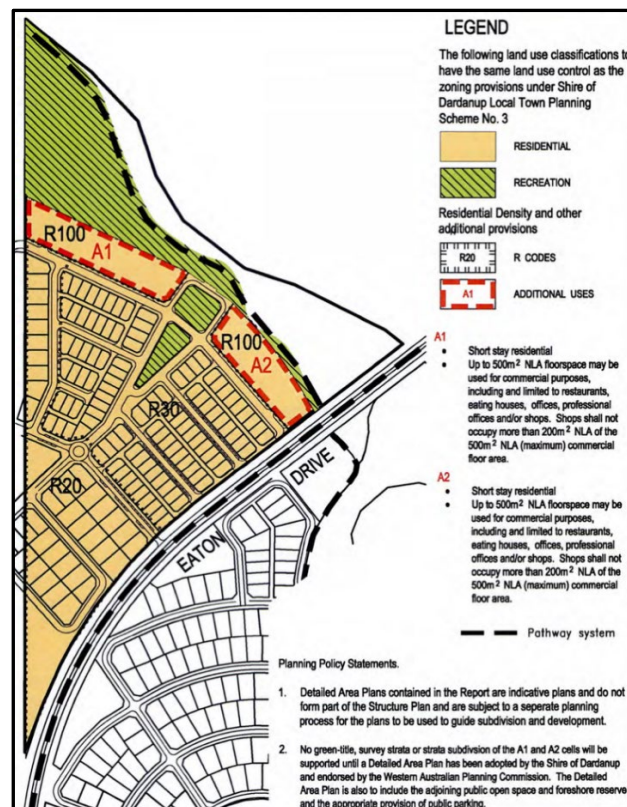 LEGEND
The following land use classifications to
have the same land use control as the
zoning provisions under Shire of
Dardanup Local Town Planning
Scheme No. 3
RESIDENTIAL
RECREATION
Residential Density and other
additional provisions
R20
R CODES
A1
ADDITIONAL USES
A1
• Short stay residential
• Up to 500m² NLA floorspace may be
used for commercial purposes,
including and limited to restaurants,
eating houses, offices, professional
offices and/or shops. Shops shall not
occupy more than 200m² NLA of the
500m² NLA (maximum) commercial
floor area.
A2
• Short stay residential
• Up to 500m² NLA floorspace may be
used for commercial purposes,
including and limited to restaurants,
eating houses, offices, professional
offices and/or shops. Shops shall not
occupy more than 200m² NLA of the
500m² NLA (maximum) commercial
floor area.
Pathway system
R100
A1
R100
A2
R30
R20
EATON DRIVE
Planning Policy Statements.
1. Detailed Area Plans contained in the Report are indicative plans and do not
form part of the Structure Plan and are subject to a seperate planning
process for the plans to be used to guide subdivision and development.
2. No green-title, survey strata or strata subdivision of the A1 and A2 cells will be
supported until a Detailed Area Plan has been adopted by the Shire of Dardanup
and endorsed by the Western Australian Planning Commission. The Detailed
Area Plan is also to include the adjoining public open space and foreshore reserve
and the appropriate provision of public parking.